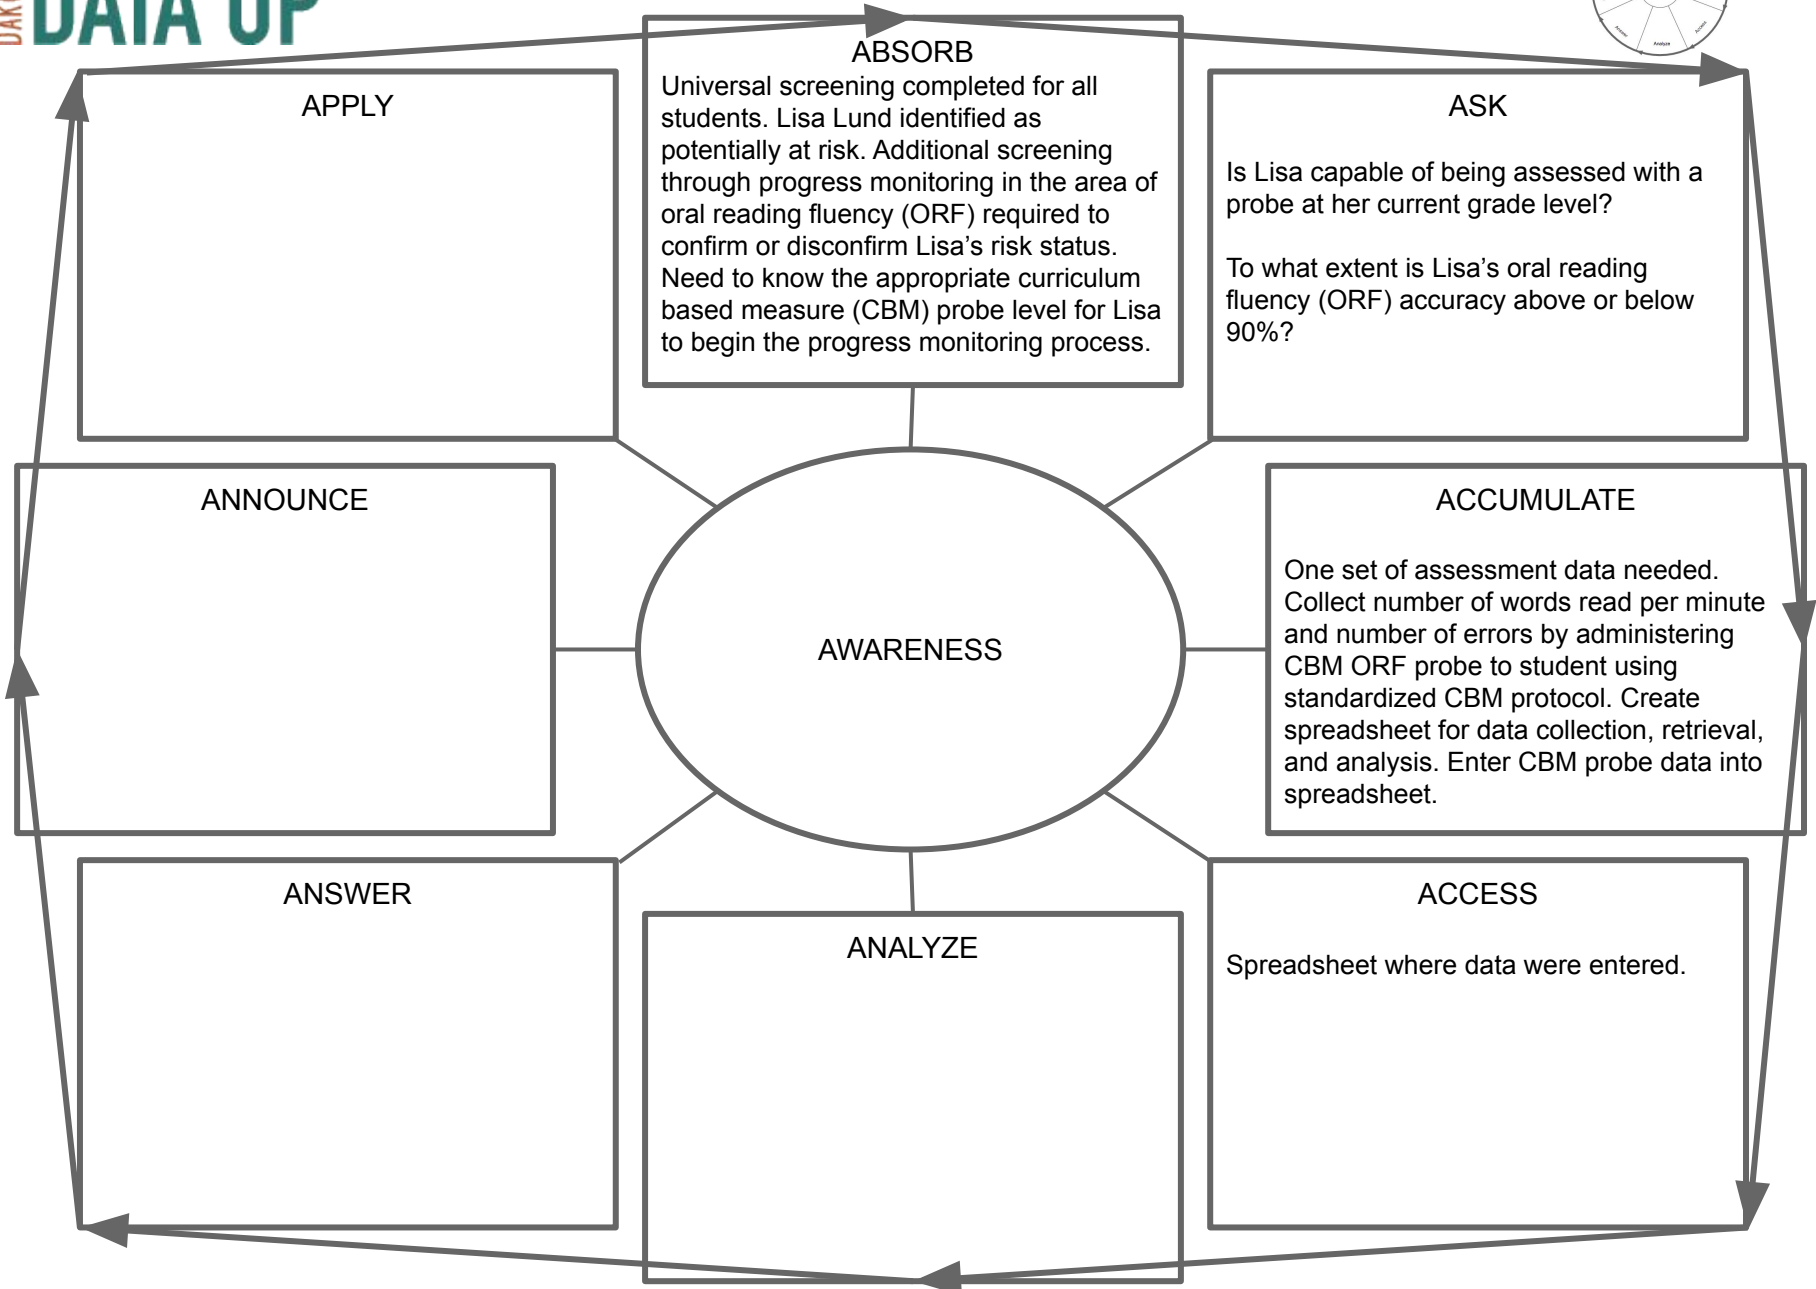 DATA UP
ABSORB
Universal screening completed for all
students. Lisa Lund identified as
potentially at risk. Additional screening
through progress monitoring in the area of
oral reading fluency (ORF) required to
confirm or disconfirm Lisa’s risk status.
Need to know the appropriate curriculum
based measure (CBM) probe level for Lisa
to begin the progress monitoring process.
ASK
Is Lisa capable of being assessed with a
probe at her current grade level?
To what extent is Lisa’s oral reading
fluency (ORF) accuracy above or below
90%?
ACCUMULATE
One set of assessment data needed.
Collect number of words read per minute
and number of errors by administering
CBM ORF probe to student using
standardized CBM protocol. Create
spreadsheet for data collection, retrieval,
and analysis. Enter CBM probe data into
spreadsheet.
ACCESS
Spreadsheet where data were entered.
ANALYZE
ANSWER
ANNOUNCE
APPLY
AWARENESS
Answer
Analyze
Access